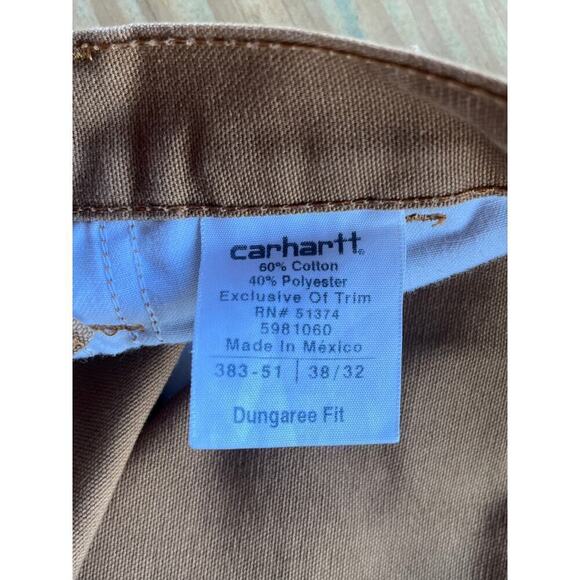 carhartt®
60% Cotton
40% Polyester
Exclusive Of Trim
RN# 51374
5981060
Made In México
383-51 | 38/32
Dungaree Fit